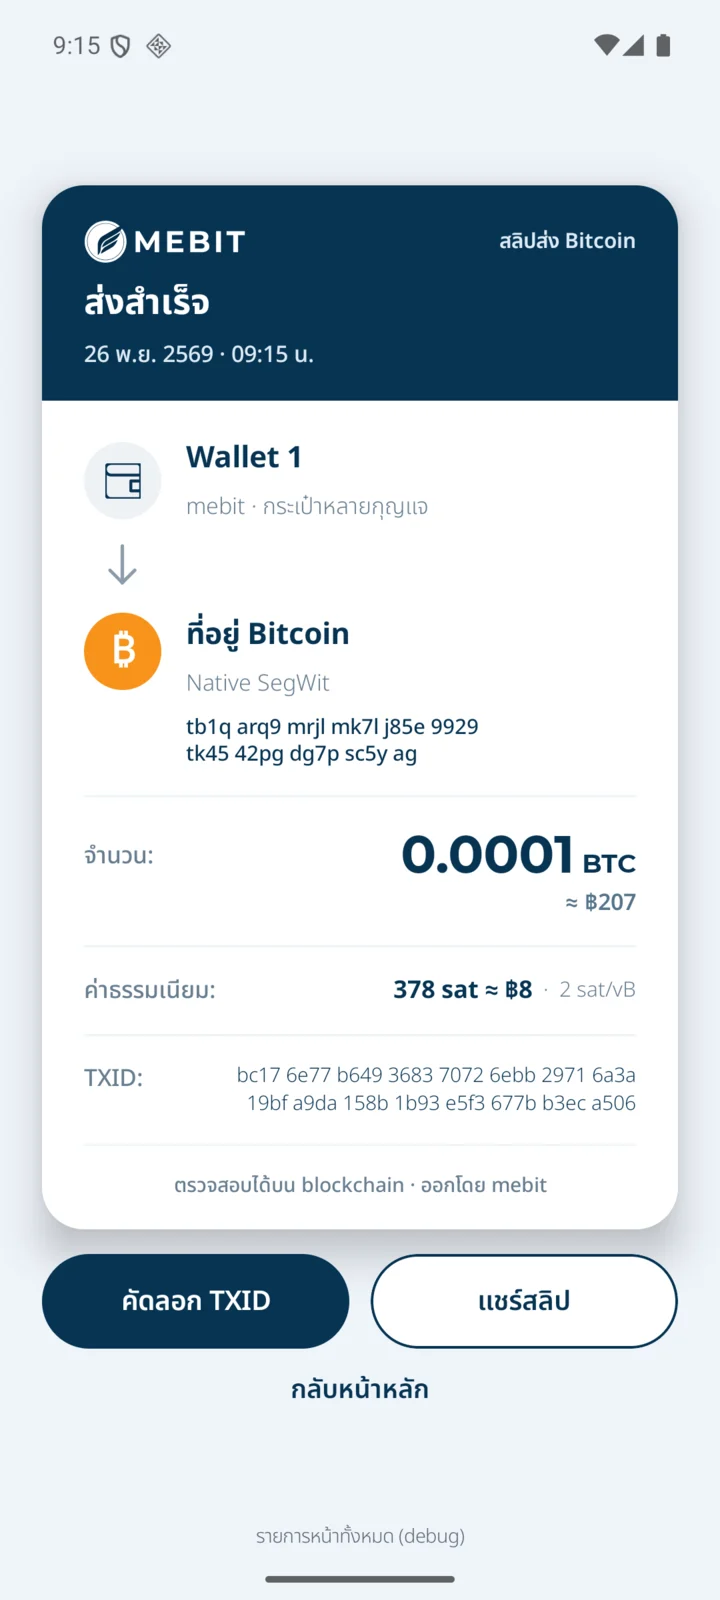 9:15
MEBIT
สลิปส่ง Bitcoin
ส่งสำเร็จ
26 พ.ย. 2569 · 09:15 น.
Wallet 1
mebit · กระเป๋าหลายกุญแจ
ที่อยู่ Bitcoin
Native SegWit
tb1q arq9 mrjl mk7l j85e 9929
tk45 42pg dg7p sc5y ag
จำนวน:
0.0001 BTC
≈ ฿207
ค่าธรรมเนียม:
378 sat ≈ ฿8 · 2 sat/vB
TXID:
bc17 6e77 b649 3683 7072 6ebb 2971 6a3a
19bf a9da 158b 1b93 e5f3 677b b3ec a506
ตรวจสอบได้บน blockchain · ออกโดย mebit
คัดลอก TXID
แชร์สลิป
กลับหน้าหลัก
รายการหน้าทั้งหมด (debug)